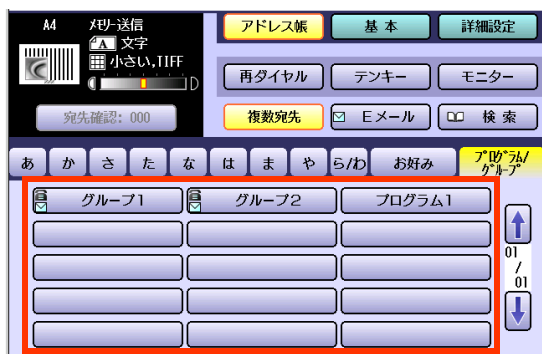 A4 ﾒﾓﾘｰ送信
A 文字
小さい,TIFF
D
宛先確認: 000
アドレス帳 基本 詳細設定
再ダイヤル テンキー モニター
複数宛先 Eメール 検索
あ か さ た な は ま や ら/わ お好み ﾌﾟﾛｸﾞﾗﾑ/
ｸﾞﾙｰﾌﾟ
グループ1 グループ2 プログラム1
01
/
01